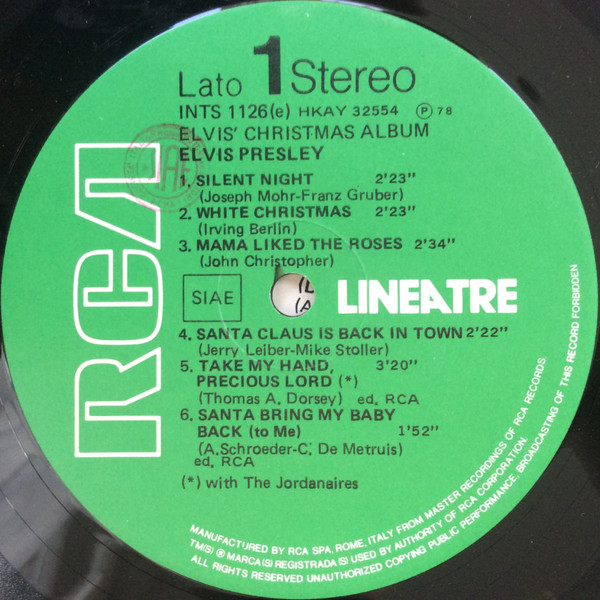 Lato 1 Stereo
INTS 1126(e) HKAY 32554 Ⓟ 78
ELVIS' CHRISTMAS ALBUM
ELVIS PRESLEY
1. SILENT NIGHT 2'23"
(Joseph Mohr-Franz Gruber)
2. WHITE CHRISTMAS 2'23"
(Irving Berlin)
3. MAMA LIKED THE ROSES 2'34"
(John Christopher)
RCA
SIAE
LINEATRE
4. SANTA CLAUS IS BACK IN TOWN 2'22"
(Jerry Leiber-Mike Stoller)
5. TAKE MY HAND, 3'20"
PRECIOUS LORD (*)
(Thomas A. Dorsey) ed. RCA
6. SANTA BRING MY BABY
BACK (to Me) 1'52"
(A.Schroeder-C. De Metruis)
ed. RCA
(*) with The Jordanaires
MANUFACTURED BY RCA SPA, ROME, ITALY FROM MASTER RECORDINGS OF RCA RECORDS.
TM(S) ® MARCA(S) REGISTRADA(S) USED BY AUTHORITY OF RCA CORPORATION.
ALL RIGHTS RESERVED UNAUTHORIZED COPYING PUBLIC PERFORMANCE, BROADCASTING OF THIS RECORD FORBIDDEN